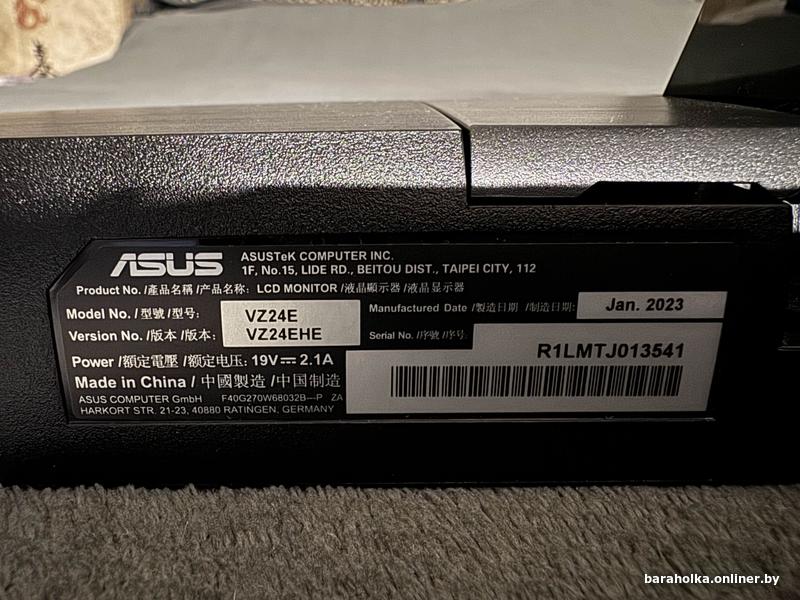 ASUS
ASUSTeK COMPUTER INC.
1F, No.15, LIDE RD., BEITOU DIST., TAIPEI CITY, 112
Product No./產品名稱/产品名称: LCD MONITOR/液晶顯示器/液晶显示器
Model No./型號/型号: VZ24E
Version No./版本/版本: VZ24EHE
Manufactured Date/製造日期/制造日期: Jan. 2023
Serial No./序號/序号:
R1LMTJ013541
Power/額定電壓/额定电压: 19V⎓2.1A
Made in China/中國製造/中国制造
ASUS COMPUTER GmbH F40G270W68032B---P ZA
HARKORT STR. 21-23, 40880 RATINGEN, GERMANY
baraholka.onliner.by